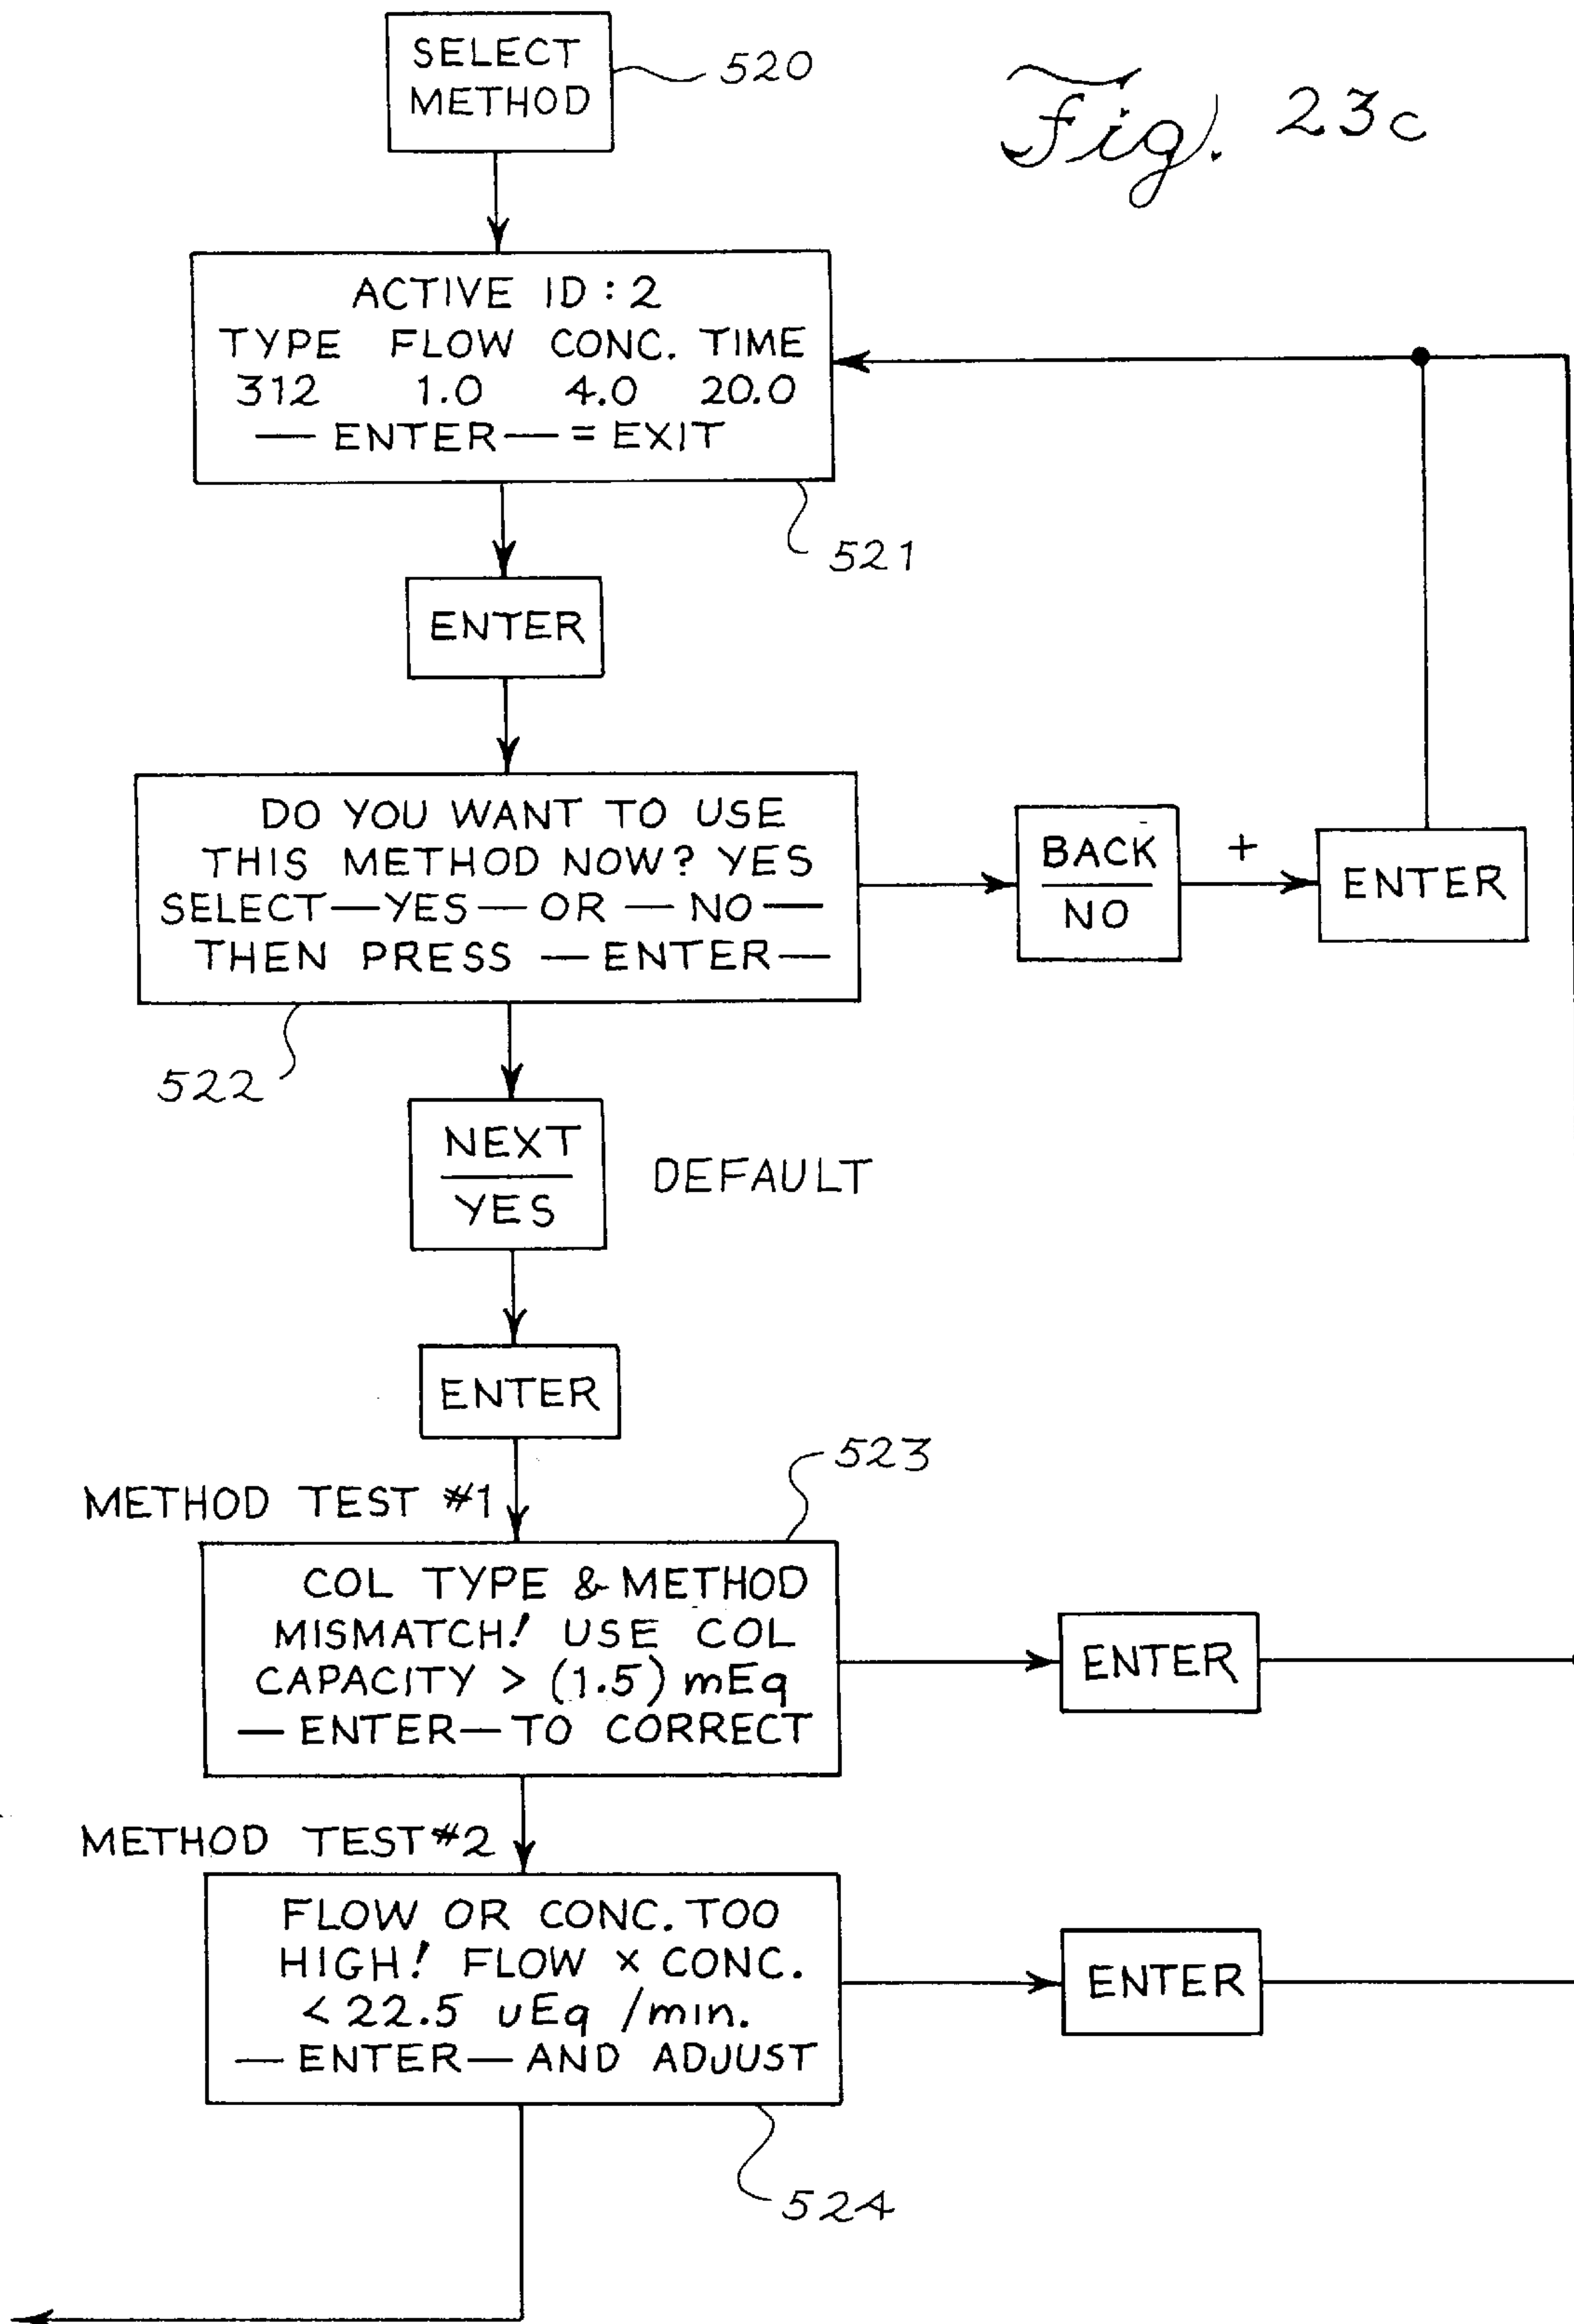 SELECT
METHOD
520
Fig. 23c
ACTIVE ID : 2
TYPE FLOW CONC. TIME
312 1.0 4.0 20.0
— ENTER — = EXIT
521
ENTER
DO YOU WANT TO USE
THIS METHOD NOW? YES
SELECT — YES — OR — NO —
THEN PRESS — ENTER —
522
BACK
NO
+
ENTER
NEXT
YES
DEFAULT
ENTER
METHOD TEST #1
523
COL TYPE & METHOD
MISMATCH! USE COL
CAPACITY > (1.5) mEq
— ENTER — TO CORRECT
ENTER
METHOD TEST #2
FLOW OR CONC. TOO
HIGH! FLOW × CONC.
< 22.5 uEq /min.
— ENTER — AND ADJUST
ENTER
524